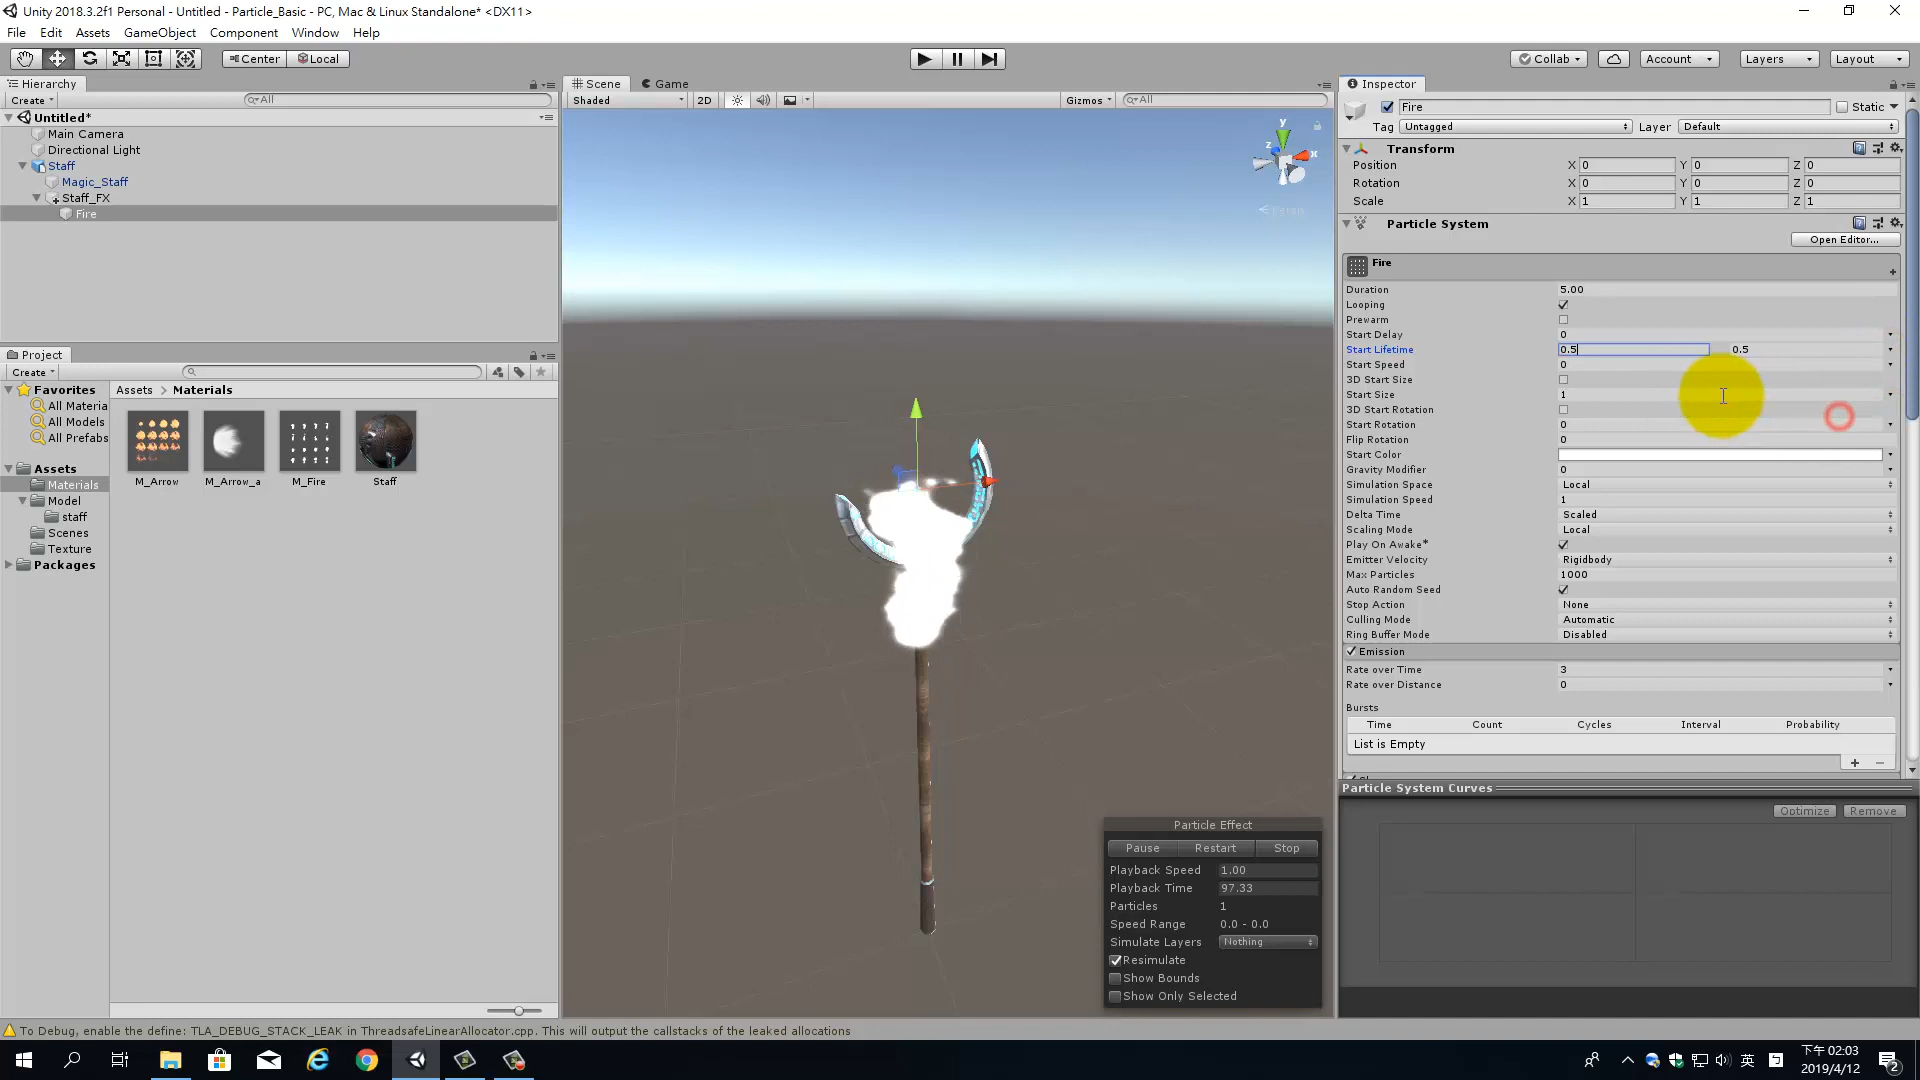 Unity 2018.3.2f1 Personal - Untitled - Particle_Basic - PC, Mac & Linux Standalone* <DX11>
File Edit Assets GameObject Component Window Help
Center Local Collab Account Layers Layout
Hierarchy
Create All
Untitled*
Main Camera
Directional Light
Staff
Magic_Staff
Staff_FX
Fire
Project
Create
Favorites
All Materia
All Models
All Prefabs
Assets
Materials
Model
staff
Scenes
Texture
Packages
Assets Materials
M_Arrow M_Arrow_a M_Fire Staff
Scene Game
Shaded 2D Gizmos All
y
z x
Persp
Particle Effect
Pause Restart Stop
Playback Speed 1.00
Playback Time 97.33
Particles 1
Speed Range 0.0 - 0.0
Simulate Layers Nothing
Resimulate
Show Bounds
Show Only Selected
Inspector
Fire Static
Tag Untagged Layer Default
Transform
Position X 0 Y 0 Z 0
Rotation X 0 Y 0 Z 0
Scale X 1 Y 1 Z 1
Particle System
Open Editor...
Fire
Duration 5.00
Looping
Prewarm
Start Delay 0
Start Lifetime 0.5 0.5
Start Speed 0
3D Start Size
Start Size 1
3D Start Rotation
Start Rotation 0
Flip Rotation 0
Start Color
Gravity Modifier 0
Simulation Space Local
Simulation Speed 1
Delta Time Scaled
Scaling Mode Local
Play On Awake*
Emitter Velocity Rigidbody
Max Particles 1000
Auto Random Seed
Stop Action None
Culling Mode Automatic
Ring Buffer Mode Disabled
Emission
Rate over Time 3
Rate over Distance 0
Bursts
Time Count Cycles Interval Probability
List is Empty
Particle System Curves
Optimize Remove
To Debug, enable the define: TLA_DEBUG_STACK_LEAK in ThreadsafeLinearAllocator.cpp. This will output the callstacks of the leaked allocations
英
下午 02:03
2019/4/12
2